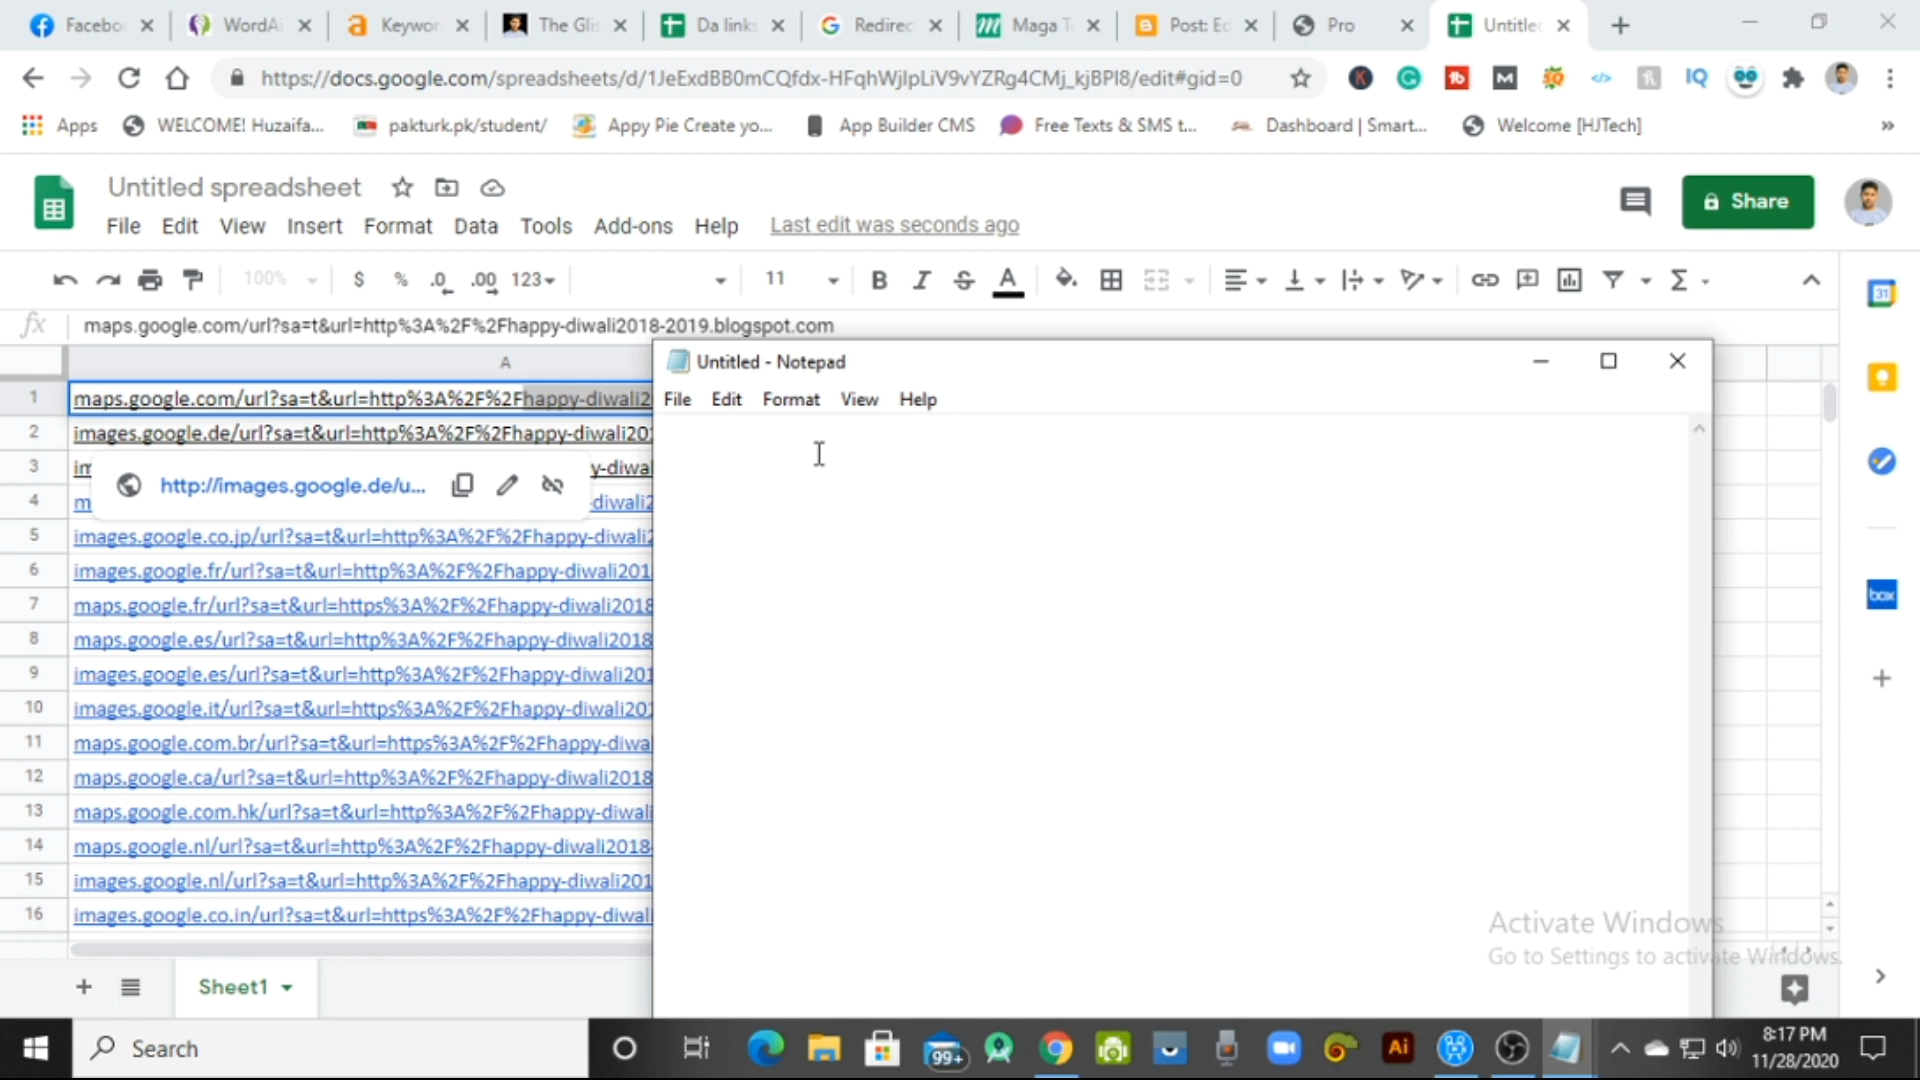 Facebo
WordAi
Keywor
The Glis
Da links
Redirec
Maga T
Post: Ed
Pro
Untitled
https://docs.google.com/spreadsheets/d/1JeExdBB0mCQfdx-HFqhWjlpLiV9vYZRg4CMj_kjBPl8/edit#gid=0
Apps
WELCOME! Huzaifa...
pakturk.pk/student/
Appy Pie Create yo...
App Builder CMS
Free Texts & SMS t...
Dashboard | Smart...
Welcome [HJTech]
Untitled spreadsheet
Share
File Edit View Insert Format Data Tools Add-ons Help Last edit was seconds ago
100% $ % .0 .00 123 11 B I S A
fx maps.google.com/url?sa=t&url=http%3A%2F%2Fhappy-diwali2018-2019.blogspot.com
A
Untitled - Notepad
File Edit Format View Help
1 maps.google.com/url?sa=t&url=http%3A%2F%2Fhappy-diwali2
2 images.google.de/url?sa=t&url=http%3A%2F%2Fhappy-diwali20
3 im y-diwa
http://images.google.de/u...
4 m -diwali2
5 images.google.co.jp/url?sa=t&url=http%3A%2F%2Fhappy-diwali2
6 images.google.fr/url?sa=t&url=http%3A%2F%2Fhappy-diwali201
7 maps.google.fr/url?sa=t&url=https%3A%2F%2Fhappy-diwali2018
8 maps.google.es/url?sa=t&url=http%3A%2F%2Fhappy-diwali2018
9 images.google.es/url?sa=t&url=http%3A%2F%2Fhappy-diwali201
10 images.google.it/url?sa=t&url=https%3A%2F%2Fhappy-diwali201
11 maps.google.com.br/url?sa=t&url=https%3A%2F%2Fhappy-diwa
12 maps.google.ca/url?sa=t&url=http%3A%2F%2Fhappy-diwali2018
13 maps.google.com.hk/url?sa=t&url=http%3A%2F%2Fhappy-diwali
14 maps.google.nl/url?sa=t&url=http%3A%2F%2Fhappy-diwali2018
15 images.google.nl/url?sa=t&url=http%3A%2F%2Fhappy-diwali201
16 images.google.co.in/url?sa=t&url=https%3A%2F%2Fhappy-diwali
31
box
Activate Windows
Go to Settings to activate Windows.
Sheet1
Search
99+
Ai
8:17 PM
11/28/2020